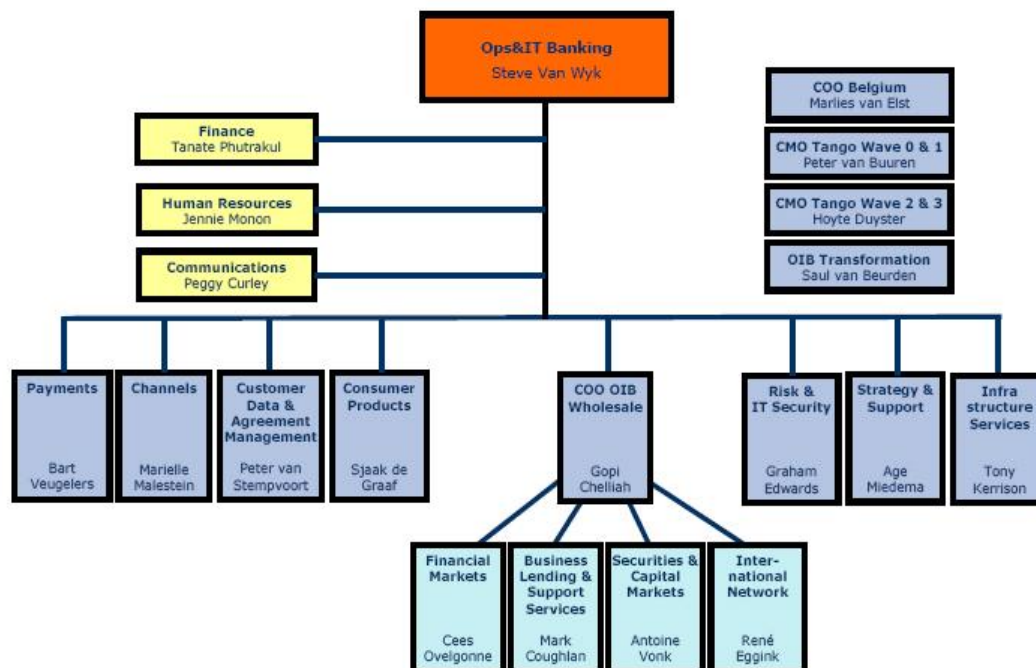 Ops&IT Banking
Steve Van Wyk
COO Belgium
Marlies van Elst
CMO Tango Wave 0 & 1
Peter van Buuren
CMO Tango Wave 2 & 3
Hoyte Duyster
OIB Transformation
Saul van Beurden
Finance
Tanate Phutrakul
Human Resources
Jennie Monon
Communications
Peggy Curley
Payments
Bart
Veugelers
Channels
Marielle
Malestein
Customer
Data &
Agreement
Management
Peter van
Stempvoort
Consumer
Products
Sjaak de
Graaf
COO OIB
Wholesale
Gopi
Chelliah
Risk &
IT Security
Graham
Edwards
Strategy &
Support
Age
Miedema
Infra
structure
Services
Tony
Kerrison
Financial
Markets
Cees
Ovelgonne
Business
Lending &
Support
Services
Mark
Coughlan
Securities &
Capital
Markets
Antoine
Vonk
Inter-
national
Network
René
Eggink